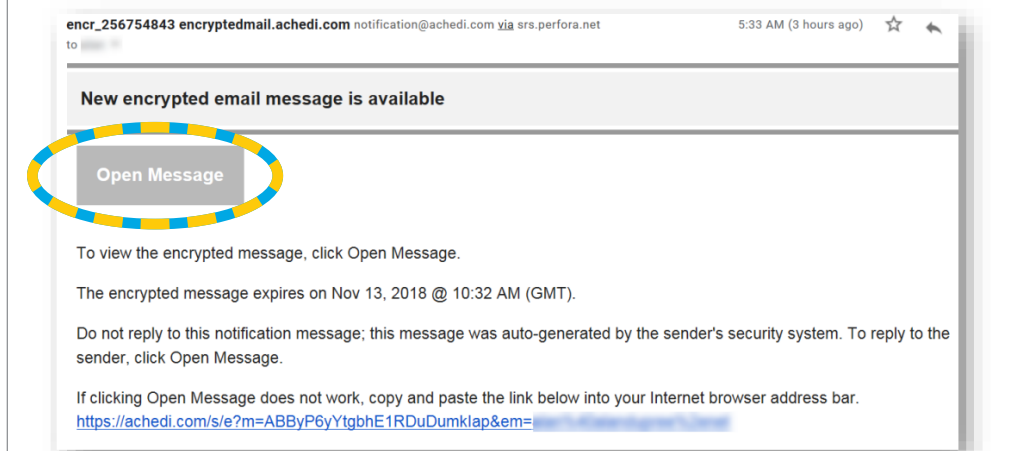 encr_256754843 encryptedmail.achedi.com notification@achedi.com via srs.perfora.net 5:33 AM (3 hours ago)
to
New encrypted email message is available
Open Message
To view the encrypted message, click Open Message.
The encrypted message expires on Nov 13, 2018 @ 10:32 AM (GMT).
Do not reply to this notification message; this message was auto-generated by the sender's security system. To reply to the
sender, click Open Message.
If clicking Open Message does not work, copy and paste the link below into your Internet browser address bar.
https://achedi.com/s/e?m=ABByP6yYtgbhE1RDuDumklap&em=